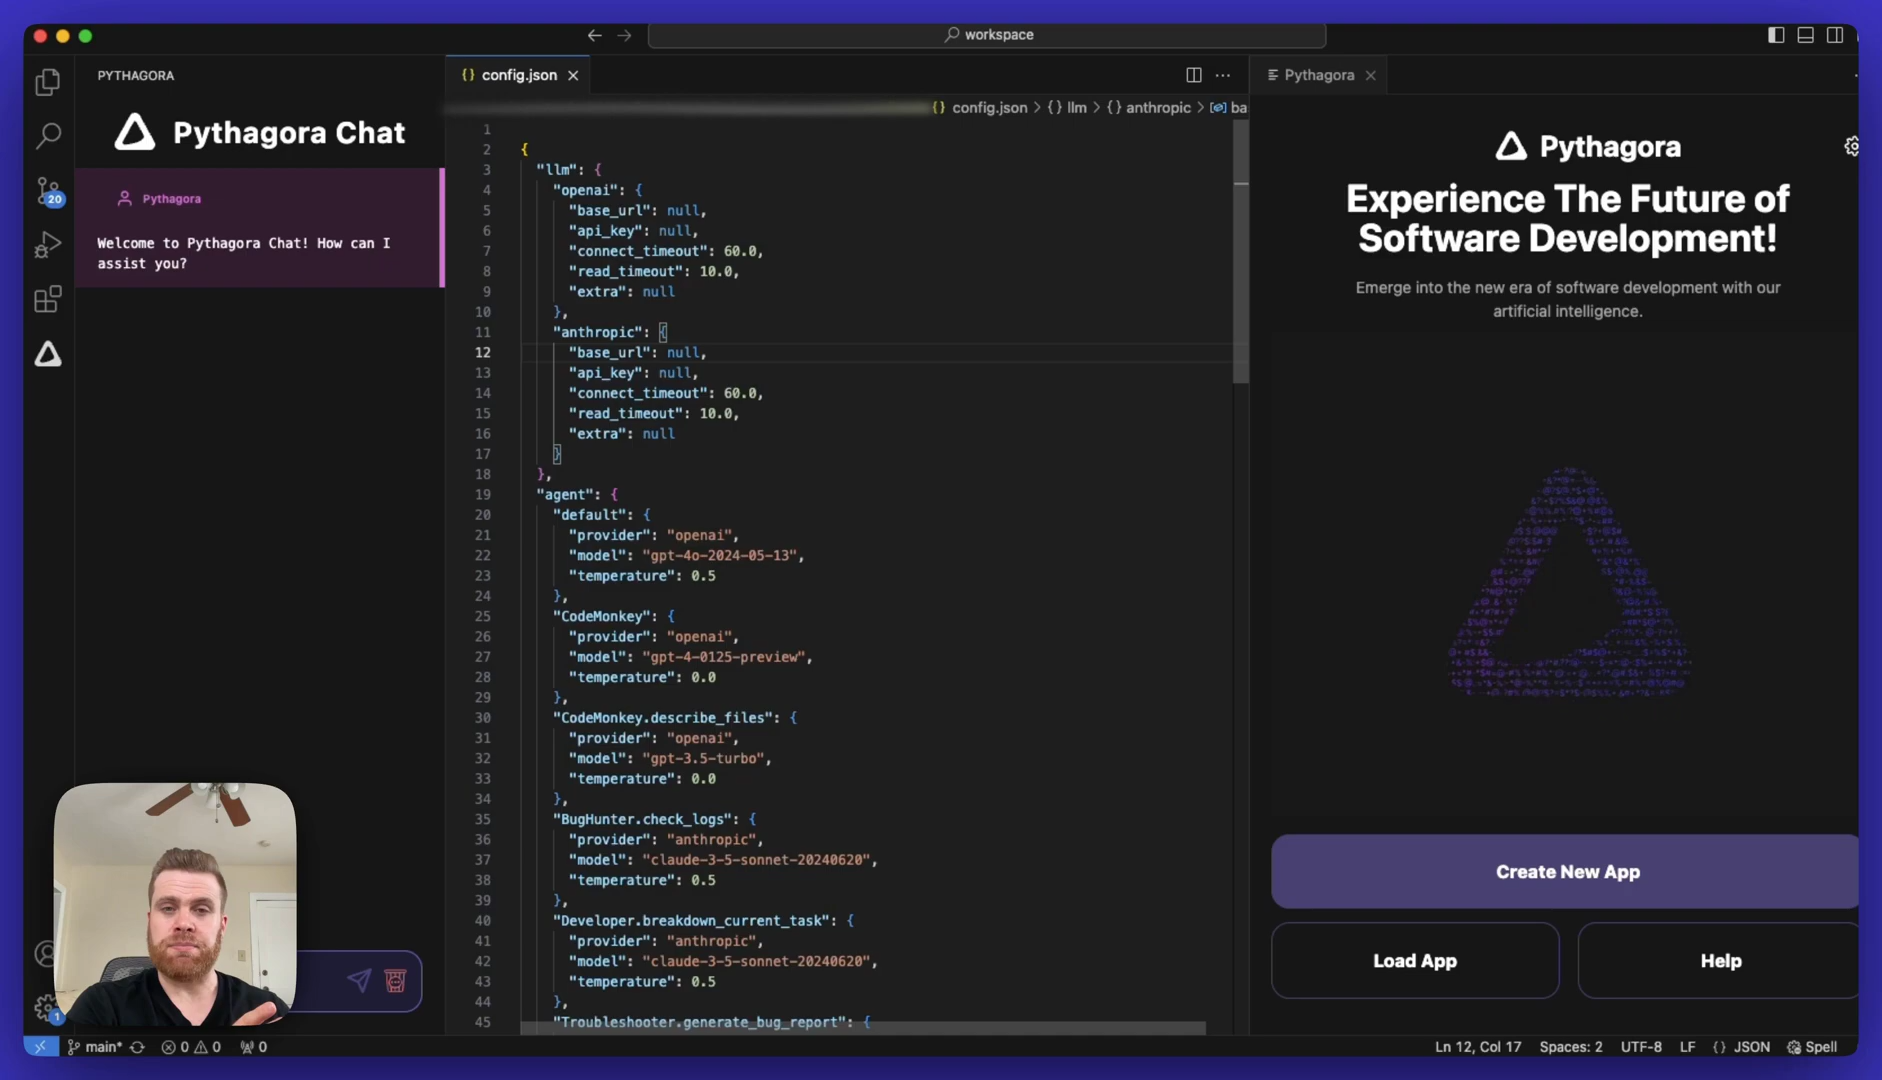 workspace
PYTHAGORA
Pythagora Chat
Pythagora
Welcome to Pythagora Chat! How can I
assist you?
20
1
{} config.json ×
···
{} config.json > {} llm > {} anthropic > ba
1
2 {
3 "llm": {
4 "openai": {
5 "base_url": null,
6 "api_key": null,
7 "connect_timeout": 60.0,
8 "read_timeout": 10.0,
9 "extra": null
10 },
11 "anthropic": {
12 "base_url": null,
13 "api_key": null,
14 "connect_timeout": 60.0,
15 "read_timeout": 10.0,
16 "extra": null
17 }
18 },
19 "agent": {
20 "default": {
21 "provider": "openai",
22 "model": "gpt-4o-2024-05-13",
23 "temperature": 0.5
24 },
25 "CodeMonkey": {
26 "provider": "openai",
27 "model": "gpt-4-0125-preview",
28 "temperature": 0.0
29 },
30 "CodeMonkey.describe_files": {
31 "provider": "openai",
32 "model": "gpt-3.5-turbo",
33 "temperature": 0.0
34 },
35 "BugHunter.check_logs": {
36 "provider": "anthropic",
37 "model": "claude-3-5-sonnet-20240620",
38 "temperature": 0.5
39 },
40 "Developer.breakdown_current_task": {
41 "provider": "anthropic",
42 "model": "claude-3-5-sonnet-20240620",
43 "temperature": 0.5
44 },
45 "Troubleshooter.generate_bug_report": {
Pythagora ×
Pythagora
Experience The Future of
Software Development!
Emerge into the new era of software development with our
artificial intelligence.
Create New App
Load App
Help
main* 0 0 0
Ln 12, Col 17 Spaces: 2 UTF-8 LF {} JSON Spell